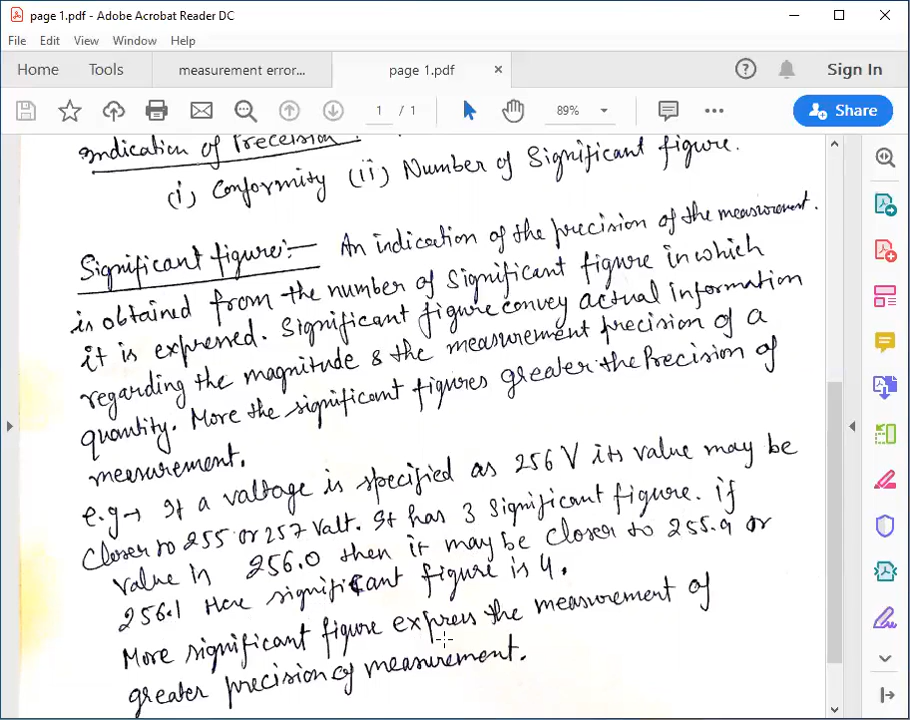 page 1.pdf - Adobe Acrobat Reader DC
File Edit View Window Help
Home Tools measurement error... page 1.pdf × Sign In
1 / 1 89% Share
Indication of Precesion :
(i) Conformity (ii) Number of Significant figure.
Significant figure:— An indication of the precision of the measurement.
is obtained from the number of significant figure in which
it is expressed. Significant figure convey actual information
regarding the magnitude & the measurement precision of a
quantity. More the significant figures greater the Precision of
measurement.
e.g → If a valtage is specified as 256 V its value may be
Closer to 255 or 257 Valt. It has 3 significant figure. if
Value is 256.0 then it may be closer to 255.9 or
256.1 Here significant figure is 4.
More significant figure express the measurement of
greater precision of measurement.